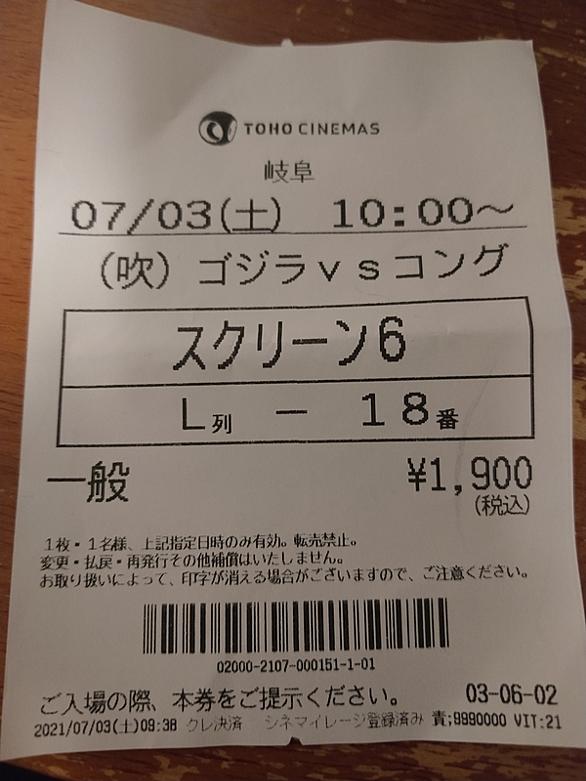 TOHO CINEMAS
岐阜
07/03(土) 10:00～
(吹) ゴジラvsコング
スクリーン6
L列 － 18番
一般 ¥1,900
(税込)
1枚・1名様、上記指定日時のみ有効。転売禁止。
変更・払戻・再発行その他補償はいたしません。
お取り扱いによって、印字が消える場合がございますので、ご注意ください。
02000-2107-000151-1-01
ご入場の際、本券をご提示ください。 03-06-02
2021/07/03(土)09:38 クレ決済 シネマイレージ登録済み 青;9990000 VIT:21